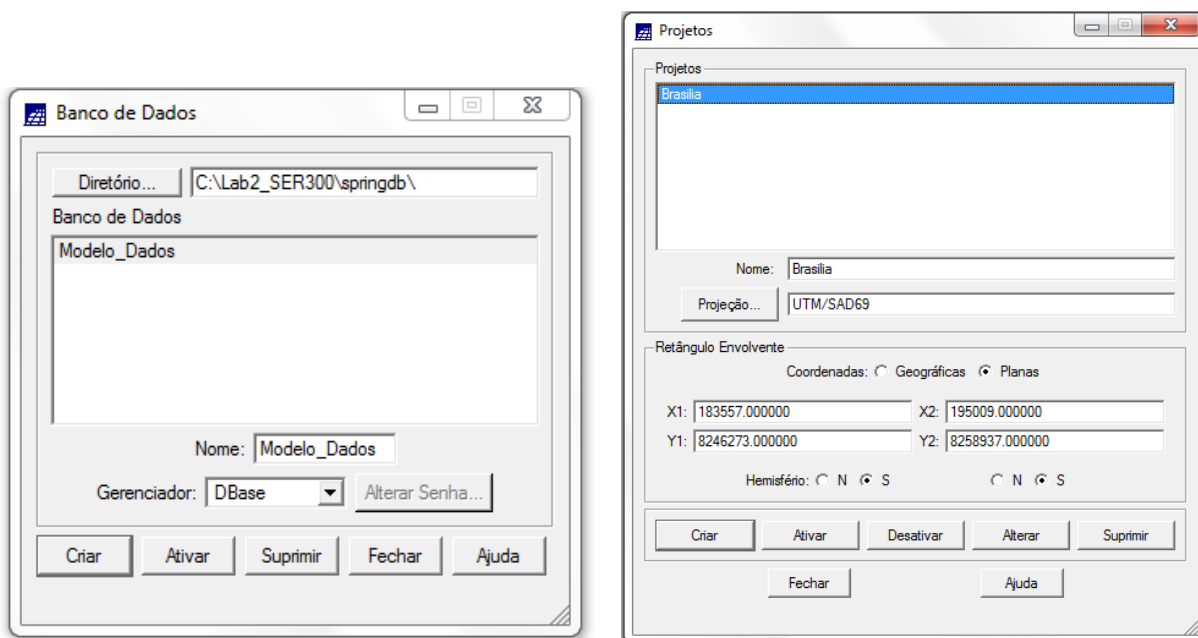 Banco de Dados
Diretório... C:\Lab2_SER300\springdb\
Banco de Dados
Modelo_Dados
Nome: Modelo_Dados
Gerenciador: DBase Alterar Senha...
Criar Ativar Suprimir Fechar Ajuda
Projetos
Projetos
Brasilia
Nome: Brasilia
Projeção... UTM/SAD69
Retângulo Envolvente
Coordenadas: Geográficas Planas
X1: 183557.000000 X2: 195009.000000
Y1: 8246273.000000 Y2: 8258937.000000
Hemisfério: N S N S
Criar Ativar Desativar Alterar Suprimir
Fechar Ajuda